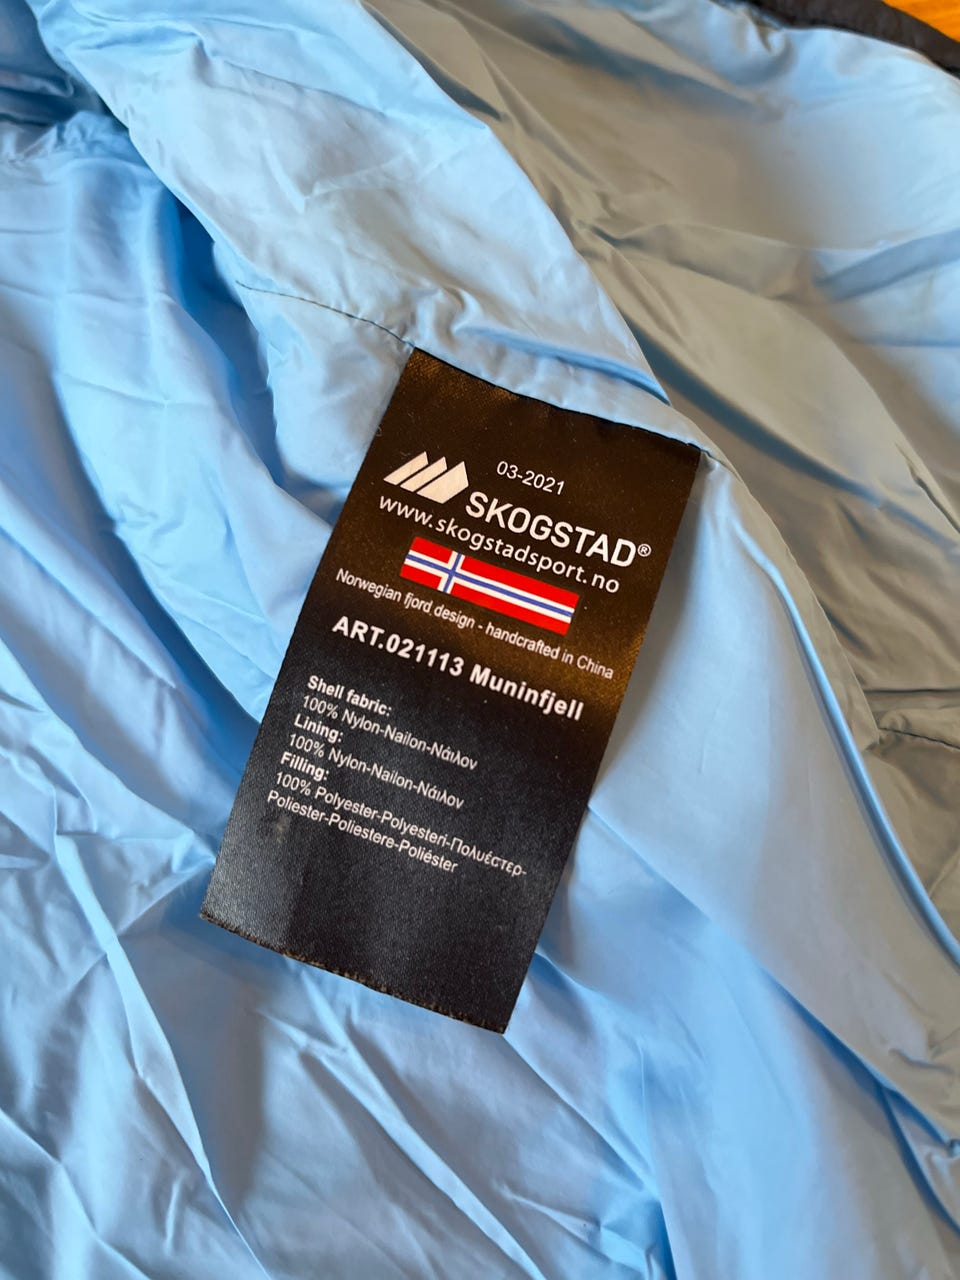 03-2021
SKOGSTAD®
www.skogstadsport.no
Norwegian fjord design - handcrafted in China
ART.021113 Muninfjell
Shell fabric:
100% Nylon-Nailon-Νάιλον
Lining:
100% Nylon-Nailon-Νάιλον
Filling:
100% Polyester-Polyesteri-Πολυέστερ-
Poliester-Poliestere-Poliéster